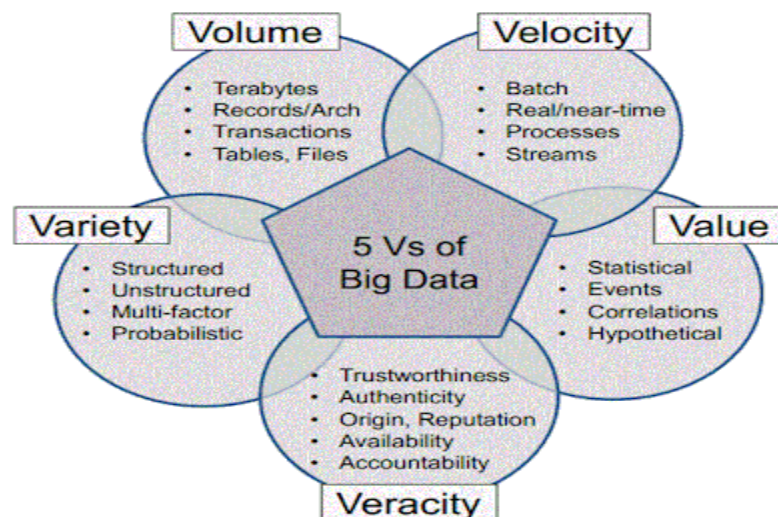 Volume
• Terabytes
• Records/Arch
• Transactions
• Tables, Files
Velocity
• Batch
• Real/near-time
• Processes
• Streams
Variety
• Structured
• Unstructured
• Multi-factor
• Probabilistic
5 Vs of
Big Data
Value
• Statistical
• Events
• Correlations
• Hypothetical
• Trustworthiness
• Authenticity
• Origin, Reputation
• Availability
• Accountability
Veracity